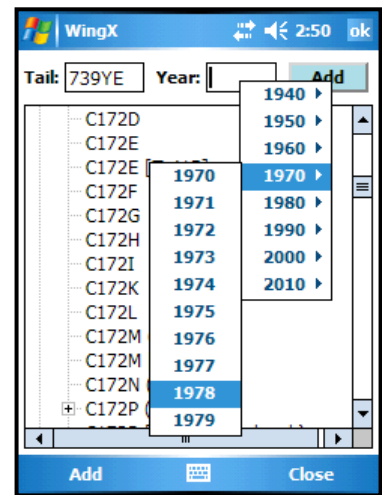 WingX 2:50 ok
Tail: 739YE Year: Add
1940
1950
1960
1970
1980
1990
2000
2010
C172D
C172E
C172E [
C172F
C172G
C172H
C172I
C172K
C172L
C172M
C172M
C172N (
C172P (
1970
1971
1972
1973
1974
1975
1976
1977
1978
1979
Add Close